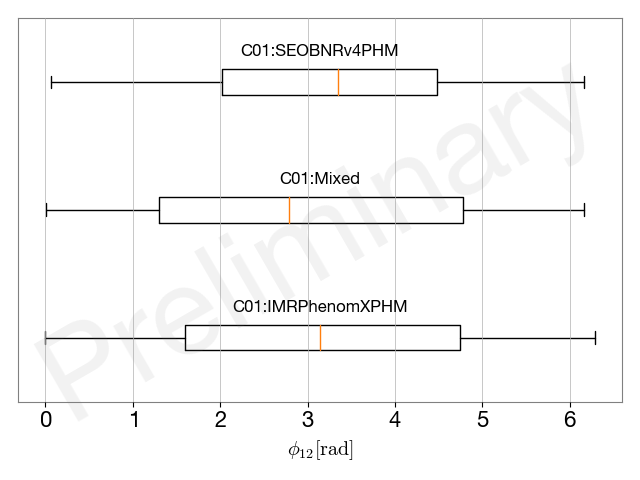 C01:SEOBNRv4PHM
C01:Mixed
C01:IMRPhenomXPHM
Preliminary
0 1 2 3 4 5 6
ϕ₁₂[rad]